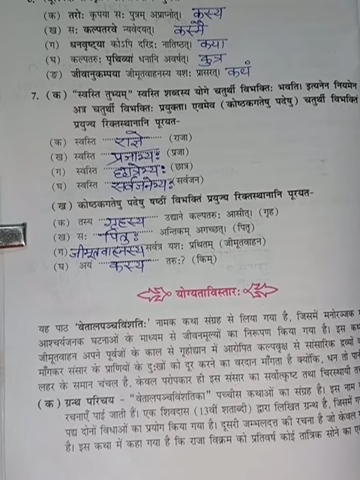 (क) तरोः कृपया सः पुत्रम् अप्राप्नोत्। कस्य
(ख) सः कल्पतरवे न्यवेदयत्। कस्मै
(ग) धनवृष्ट्या कोऽपि दरिद्रः नातिष्ठत्। कया
(घ) कल्पतरुः पृथिव्यां धनानि अवर्षत्। कुत्र
(ङ) जीवानुकम्पया जीमूतवाहनस्य यशः प्रासरत्। कथं
7. (क) "स्वस्ति तुभ्यम्" स्वस्ति शब्दस्य योगे चतुर्थी विभक्तिः भवति। इत्यनेन नियमेन
अत्र चतुर्थी विभक्तिः प्रयुक्ता। एवमेव (कोष्ठकगतेषु पदेषु) चतुर्थी विभक्तिं
प्रयुज्य रिक्तस्थानानि पूरयत-
(क) स्वस्ति राज्ञे (राजा)
(ख) स्वस्ति प्रजाभ्यः (प्रजा)
(ग) स्वस्ति छात्रेभ्यः (छात्र)
(घ) स्वस्ति सर्वजनेभ्यः (सर्वजन)
(ख) कोष्ठकगतेषु पदेषु षष्ठीं विभक्तिं प्रयुज्य रिक्तस्थानानि पूरयत-
(क) तस्य गृहस्य उद्याने कल्पतरुः आसीत्। (गृह)
(ख) सः पितुः अन्तिकम् अगच्छत्। (पितृ)
(ग) जीमूतवाहनस्य सर्वत्र यशः प्रथितम् (जीमूतवाहन)
(घ) अयं कस्य तरुः? (किम्)
योग्यताविस्तारः
यह पाठ 'वेतालपञ्चविंशतिः' नामक कथा संग्रह से लिया गया है, जिसमें मनोरञ्जक
आश्चर्यजनक घटनाओं के माध्यम से जीवनमूल्यों का निरूपण किया गया है। इस
जीमूतवाहन अपने पूर्वजों के काल से गृहोद्यान में आरोपित कल्पवृक्ष से सांसारिक द्रव्यों
माँगकर संसार के प्राणियों के दुःखों को दूर करने का वरदान माँगता है क्योंकि, धन तो
लहर के समान चंचल है, केवल परोपकार ही इस संसार का सर्वोत्कृष्ट तथा चिरस्थायी
(क) ग्रन्थ परिचय - "वेतालपञ्चविंशतिका" पच्चीस कथाओं का संग्रह है। इस नाम
रचनाएँ पाई जाती हैं। एक शिवदास (13वीं शताब्दी) द्वारा लिखित ग्रन्थ है, जिसमें
पद्य दोनों विधाओं का प्रयोग किया गया है। दूसरी जम्भलदत्त की रचना है जो केवल
है। इस कथा में कहा गया है कि राजा विक्रम को प्रतिवर्ष कोई तांत्रिक सोने का